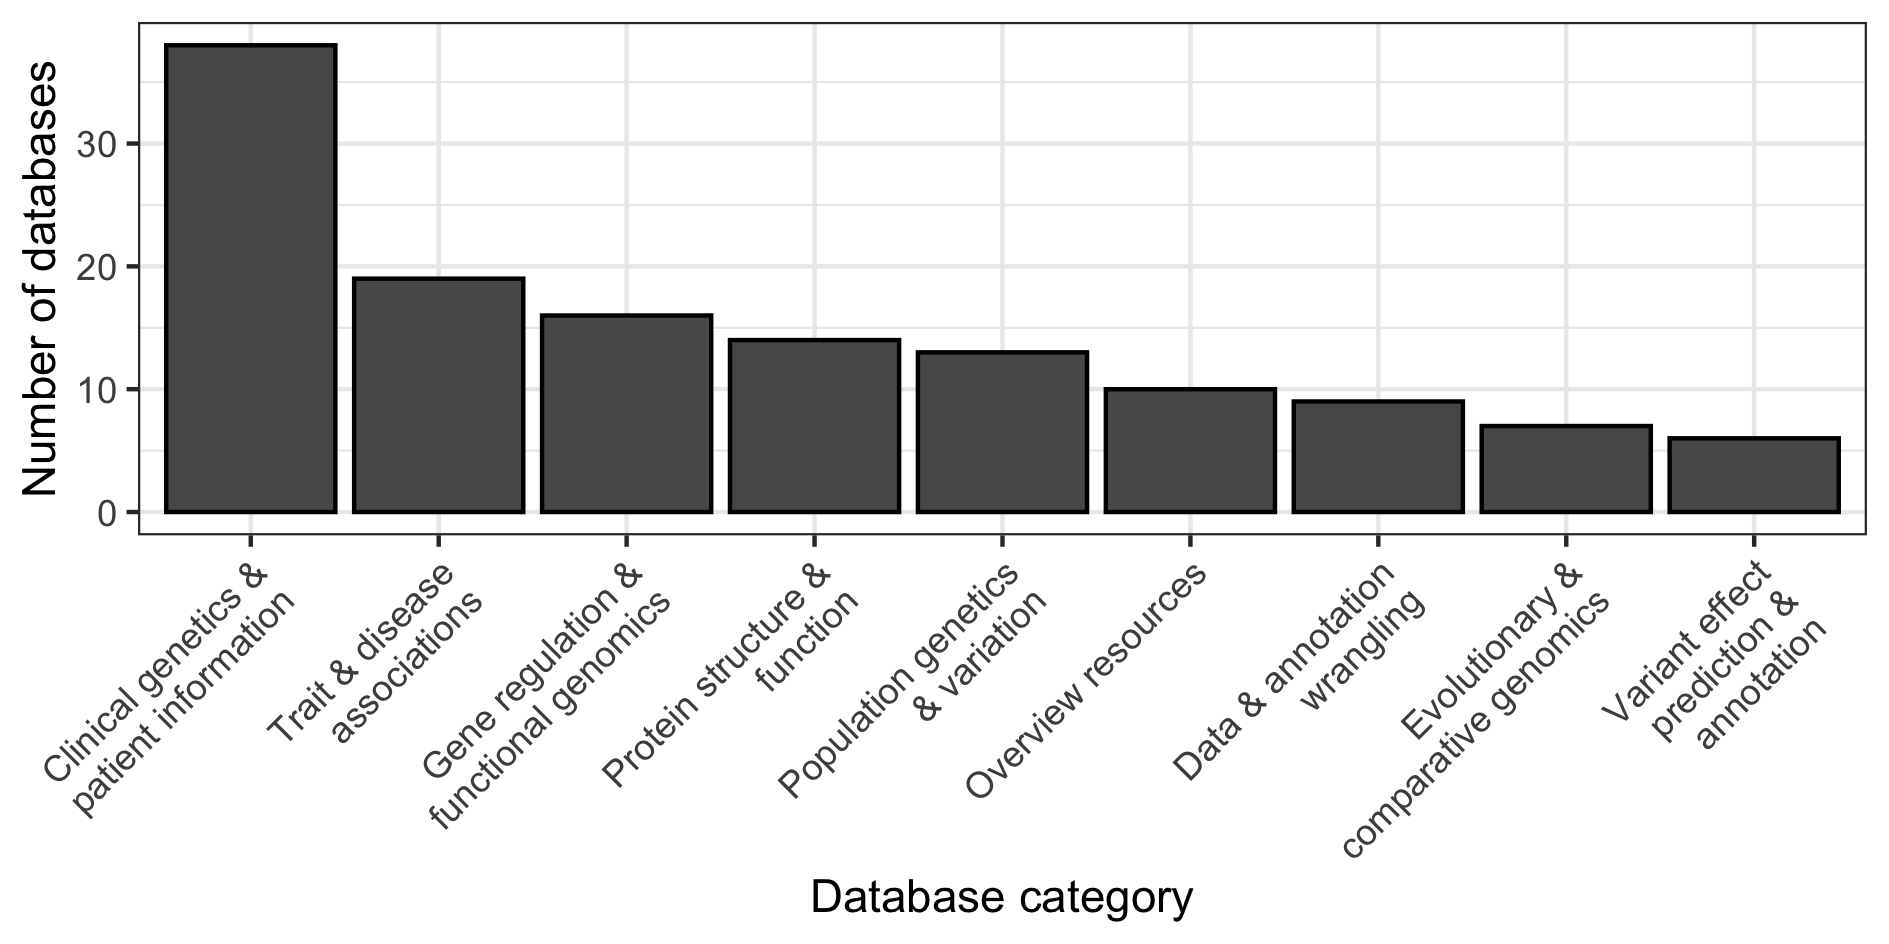 Number of databases
30
20
10
0
Clinical genetics &
patient information
Trait & disease
associations
Gene regulation &
functional genomics
Protein structure &
function
Population genetics
& variation
Overview resources
Data & annotation
wrangling
Evolutionary &
comparative genomics
Variant effect
prediction &
annotation
Database category